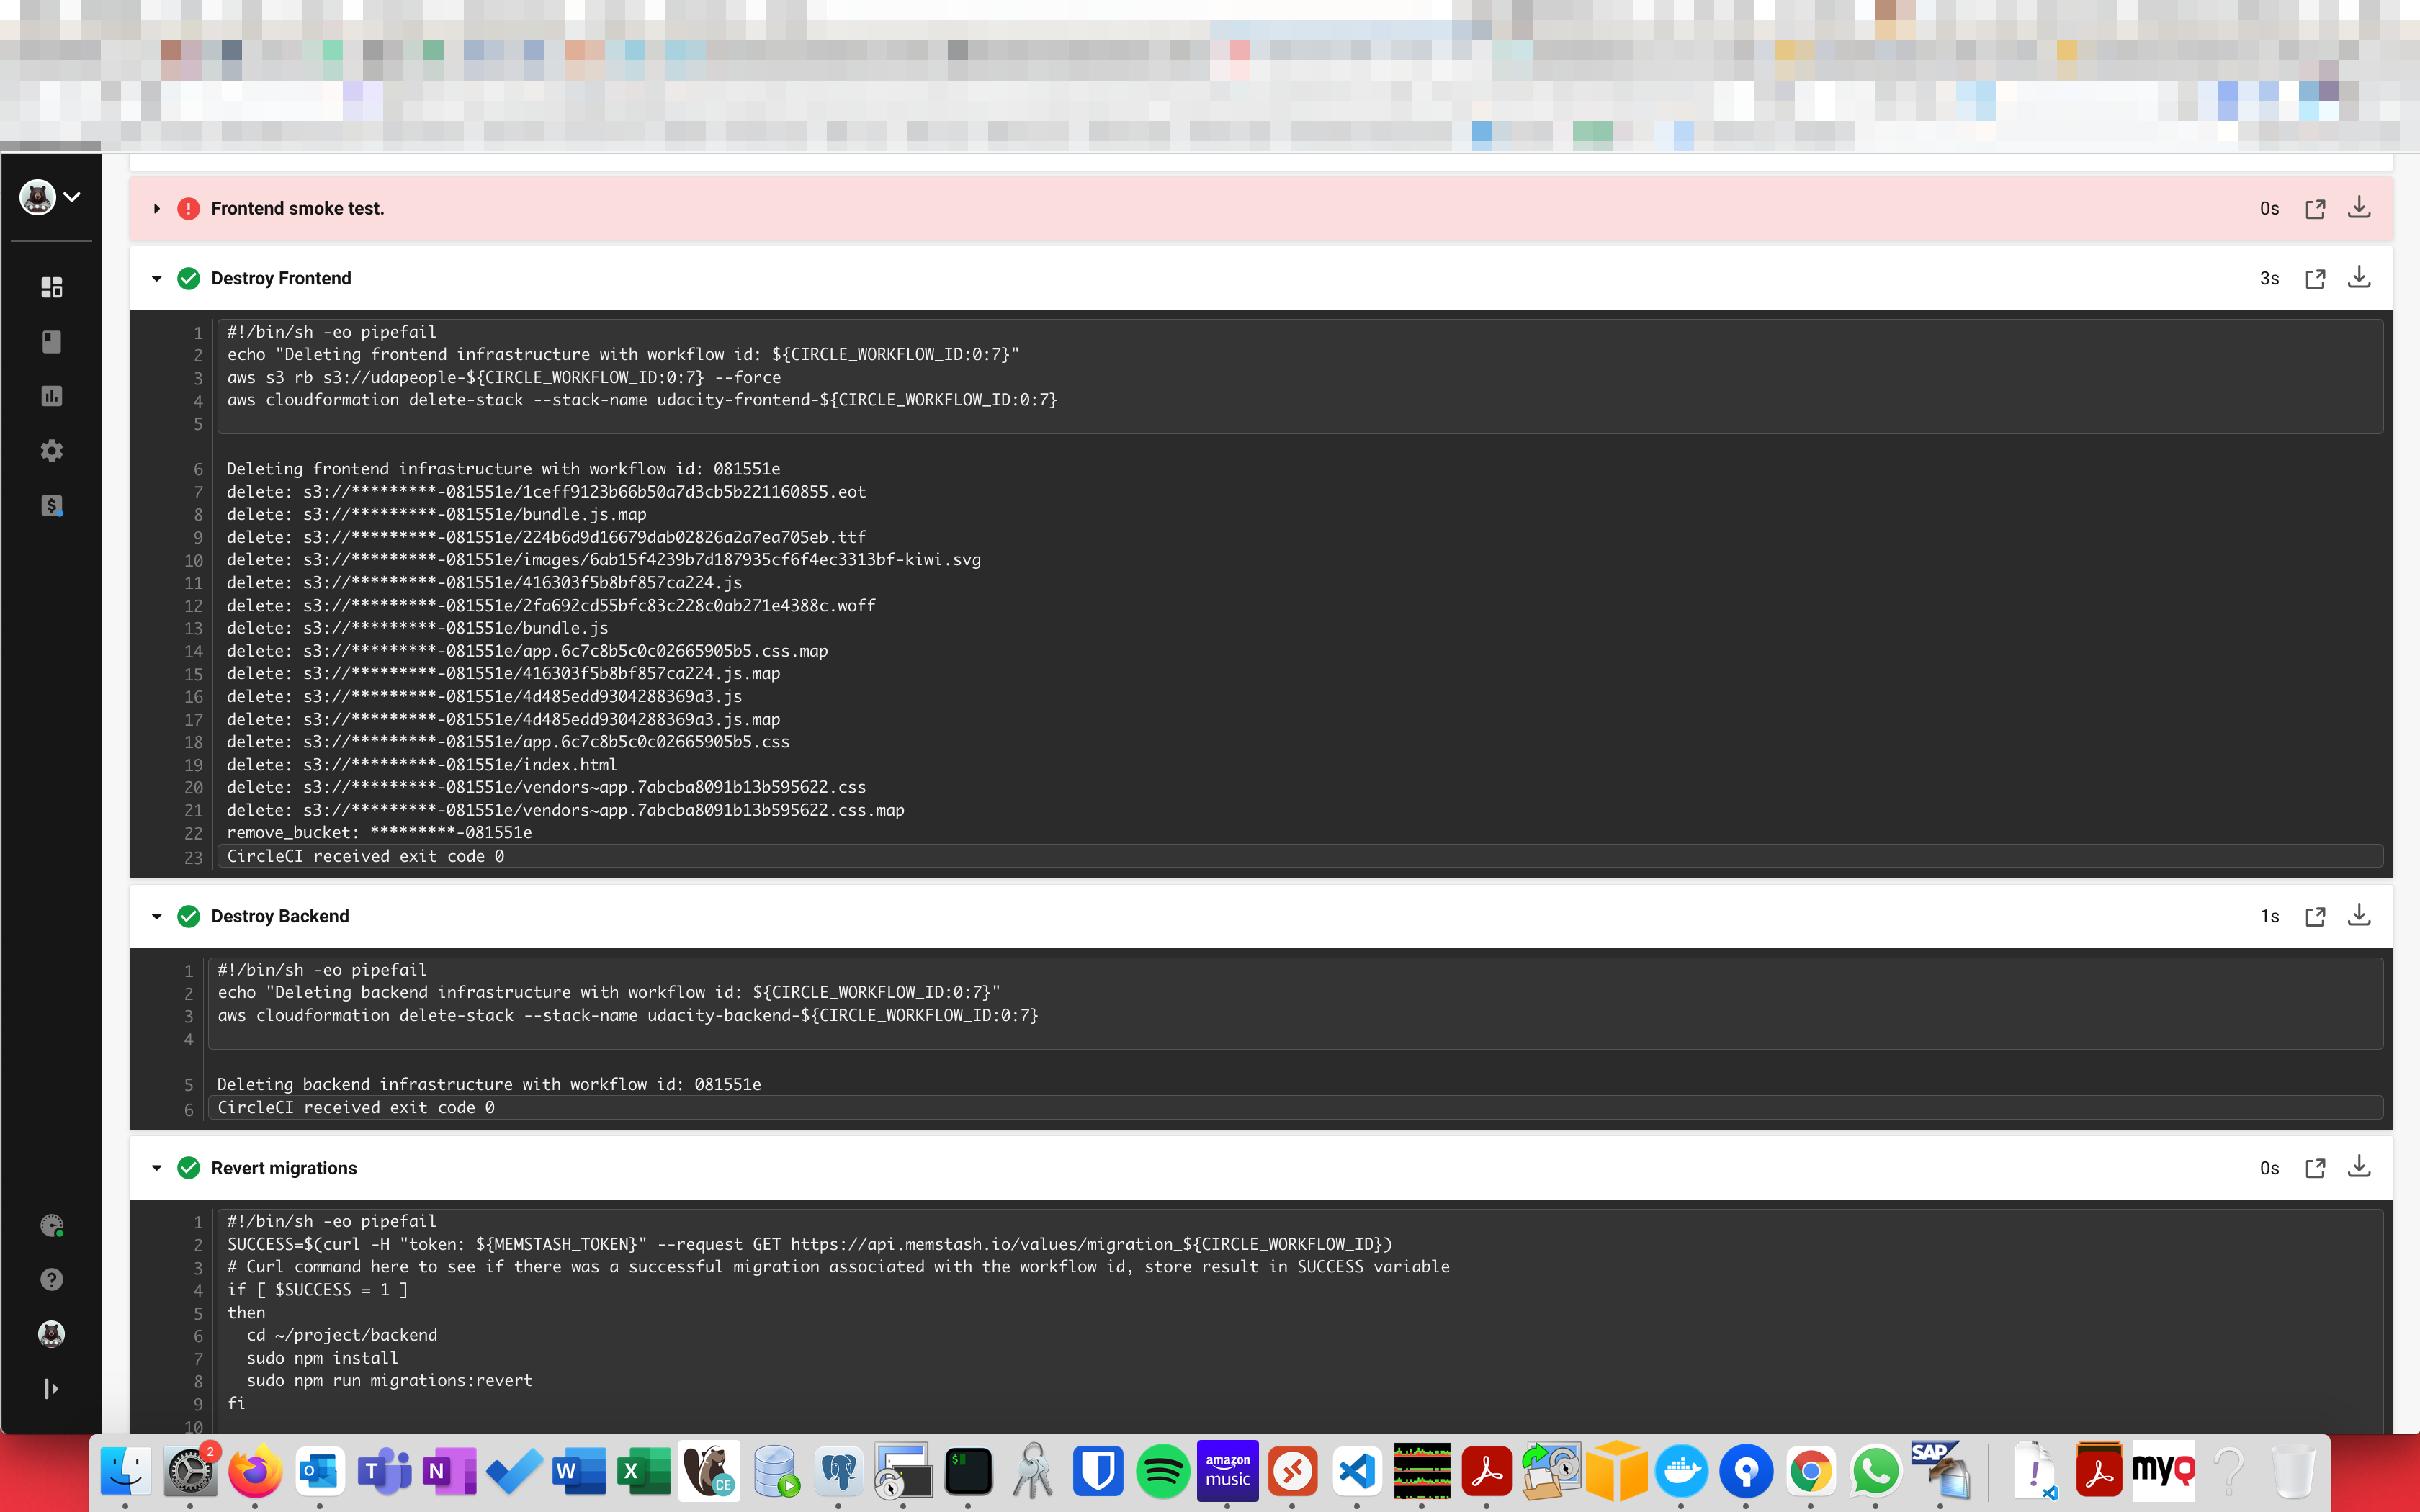 Frontend smoke test.
0s
Destroy Frontend
3s
1 #!/bin/sh -eo pipefail
2 echo "Deleting frontend infrastructure with workflow id: ${CIRCLE_WORKFLOW_ID:0:7}"
3 aws s3 rb s3://udapeople-${CIRCLE_WORKFLOW_ID:0:7} --force
4 aws cloudformation delete-stack --stack-name udacity-frontend-${CIRCLE_WORKFLOW_ID:0:7}
5
6 Deleting frontend infrastructure with workflow id: 081551e
7 delete: s3://*********-081551e/1ceff9123b66b50a7d3cb5b221160855.eot
8 delete: s3://*********-081551e/bundle.js.map
9 delete: s3://*********-081551e/224b6d9d16679dab02826a2a7ea705eb.ttf
10 delete: s3://*********-081551e/images/6ab15f4239b7d187935cf6f4ec3313bf-kiwi.svg
11 delete: s3://*********-081551e/416303f5b8bf857ca224.js
12 delete: s3://*********-081551e/2fa692cd55bfc83c228c0ab271e4388c.woff
13 delete: s3://*********-081551e/bundle.js
14 delete: s3://*********-081551e/app.6c7c8b5c0c02665905b5.css.map
15 delete: s3://*********-081551e/416303f5b8bf857ca224.js.map
16 delete: s3://*********-081551e/4d485edd9304288369a3.js
17 delete: s3://*********-081551e/4d485edd9304288369a3.js.map
18 delete: s3://*********-081551e/app.6c7c8b5c0c02665905b5.css
19 delete: s3://*********-081551e/index.html
20 delete: s3://*********-081551e/vendors~app.7abcba8091b13b595622.css
21 delete: s3://*********-081551e/vendors~app.7abcba8091b13b595622.css.map
22 remove_bucket: *********-081551e
23 CircleCI received exit code 0
Destroy Backend
1s
1 #!/bin/sh -eo pipefail
2 echo "Deleting backend infrastructure with workflow id: ${CIRCLE_WORKFLOW_ID:0:7}"
3 aws cloudformation delete-stack --stack-name udacity-backend-${CIRCLE_WORKFLOW_ID:0:7}
4
5 Deleting backend infrastructure with workflow id: 081551e
6 CircleCI received exit code 0
Revert migrations
0s
1 #!/bin/sh -eo pipefail
2 SUCCESS=$(curl -H "token: ${MEMSTASH_TOKEN}" --request GET https://api.memstash.io/values/migration_${CIRCLE_WORKFLOW_ID})
3 # Curl command here to see if there was a successful migration associated with the workflow id, store result in SUCCESS variable
4 if [ $SUCCESS = 1 ]
5 then
6 cd ~/project/backend
7 sudo npm install
8 sudo npm run migrations:revert
9 fi
10
2
CE
amazon music
SAP
myQ